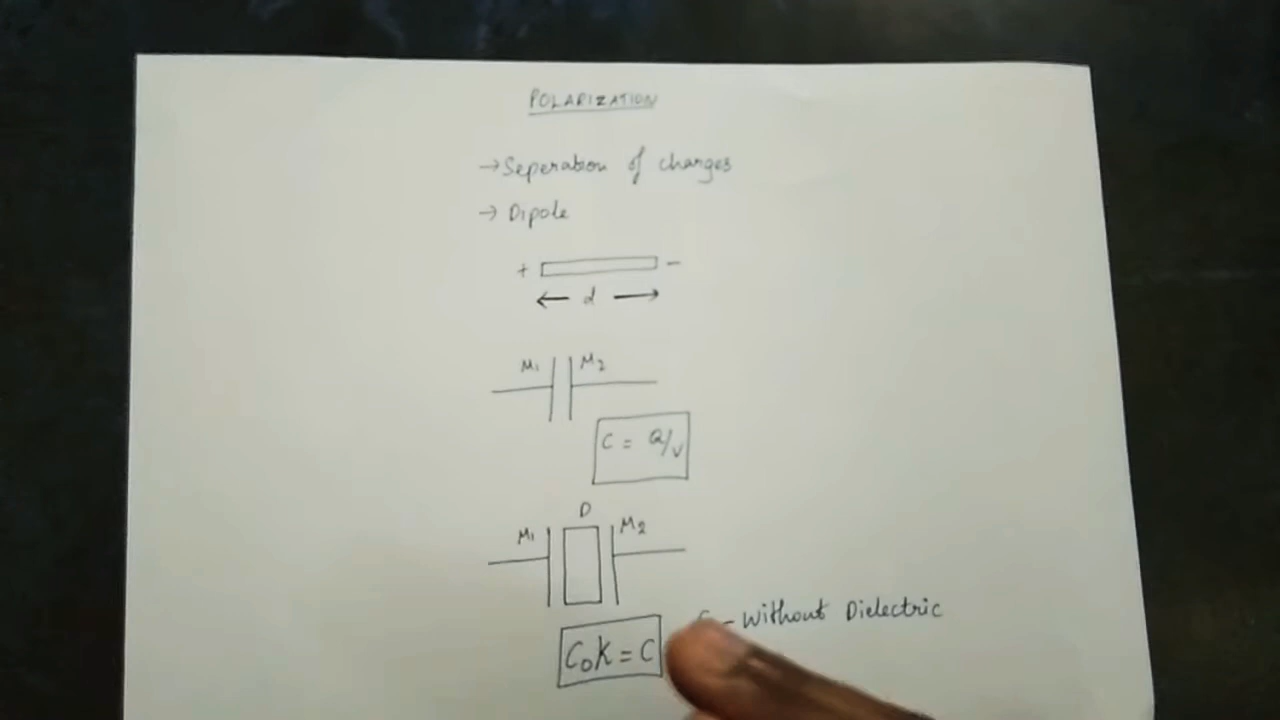 POLARIZATION
→ Seperation of charges
→ Dipole
+ -
← d →
M1 M2
C = Q/V
D
M1 M2
- Without Dielectric
C0K = C